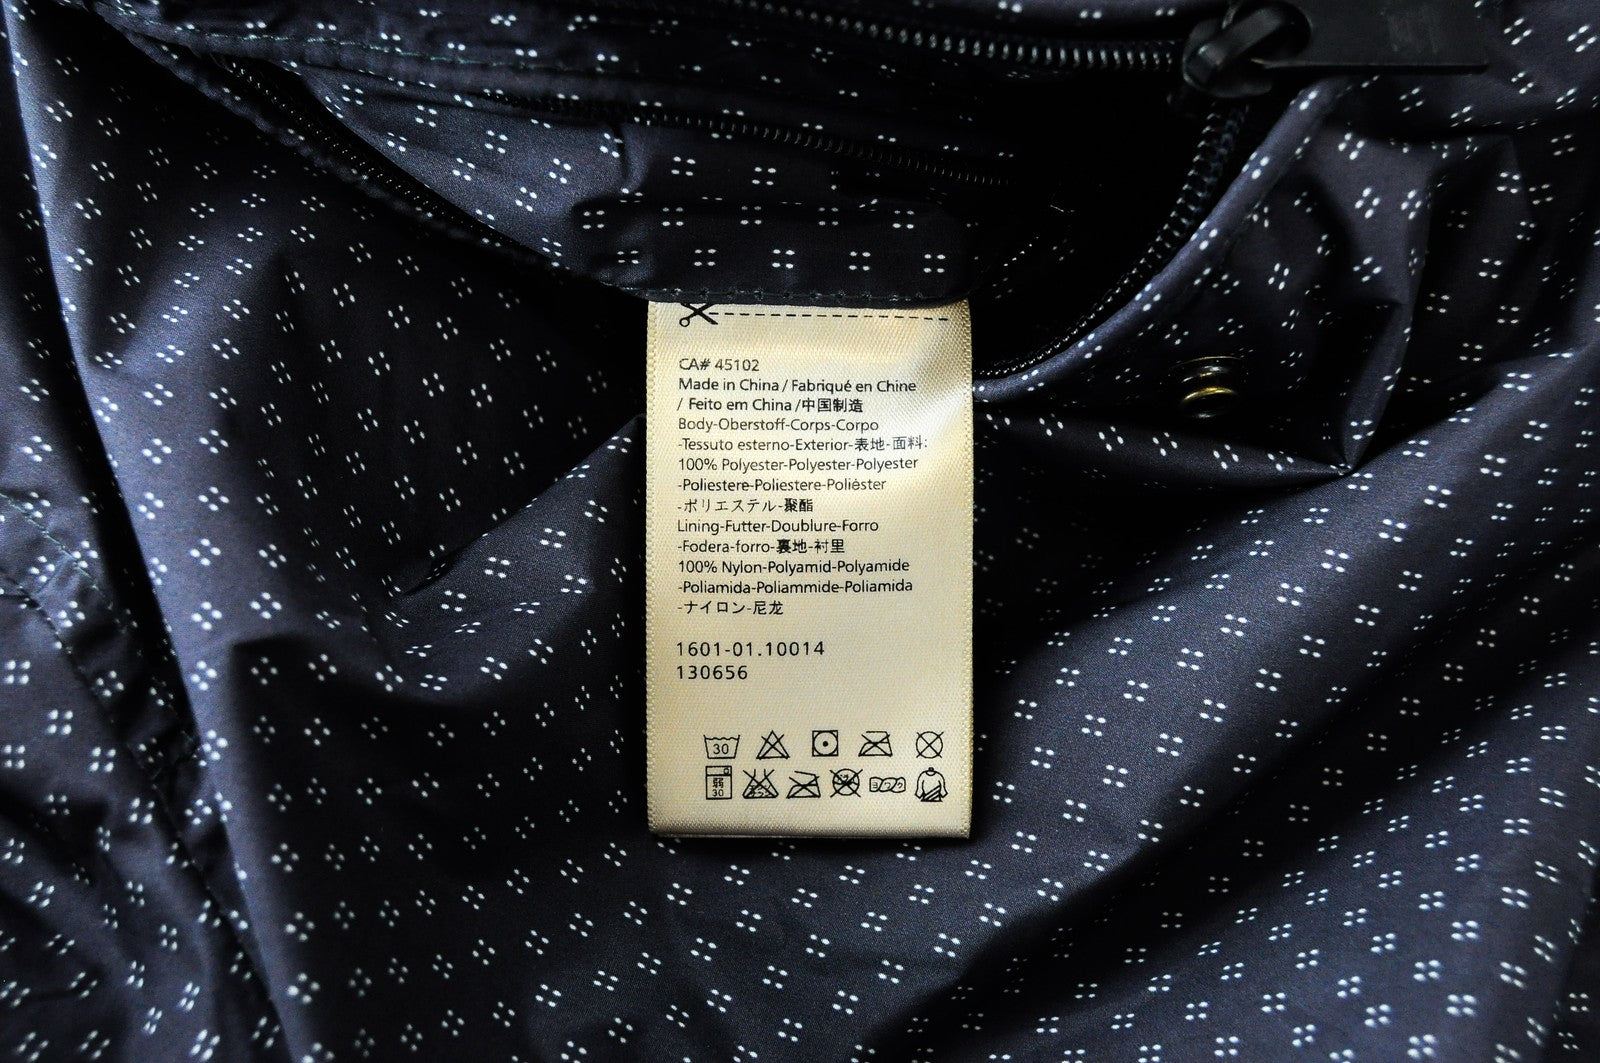 CA# 45102
Made in China / Fabriqué en Chine
/ Feito em China /中国制造
Body-Oberstoff-Corps-Corpo
-Tessuto esterno-Exterior-表地-面料:
100% Polyester-Polyester-Polyester
-Poliestere-Poliestere-Polièster
-ポリエステル-聚酯
Lining-Futter-Doublure-Forro
-Fodera-forro-裏地-衬里
100% Nylon-Polyamid-Polyamide
-Poliamida-Poliammide-Poliamida
-ナイロン-尼龙
1601-01.10014
130656
30
弱
30